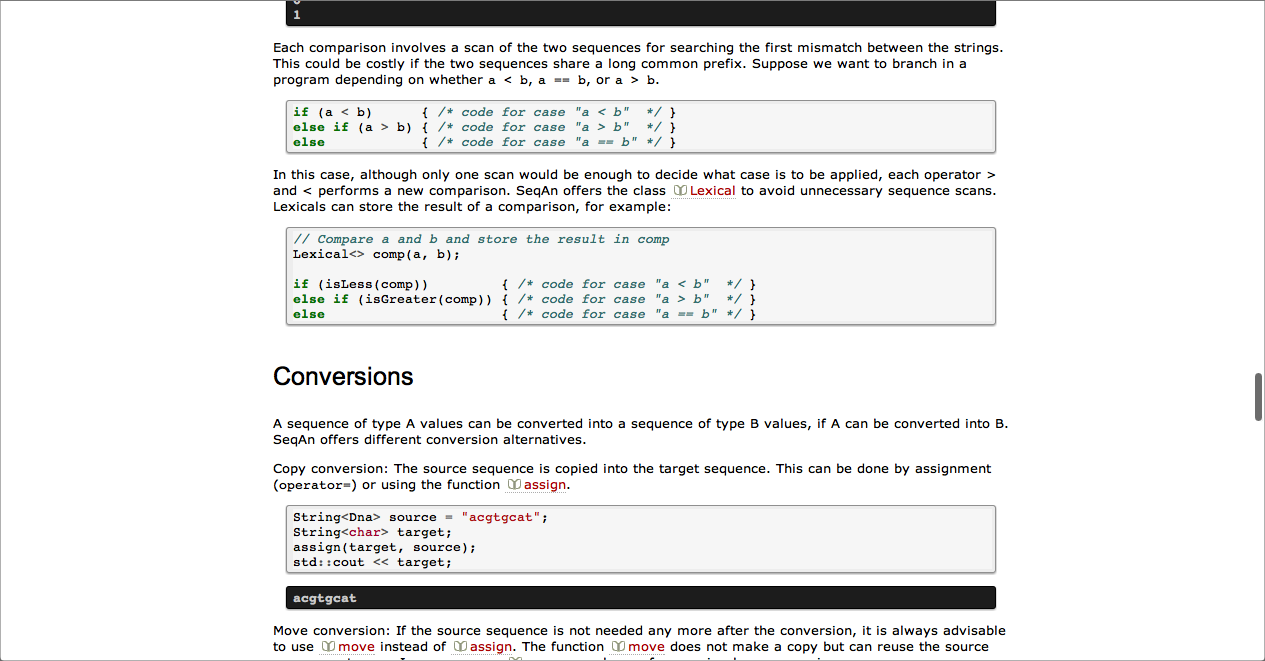 1
Each comparison involves a scan of the two sequences for searching the first mismatch between the strings.
This could be costly if the two sequences share a long common prefix. Suppose we want to branch in a
program depending on whether a < b, a == b, or a > b.
if (a < b)      { /* code for case "a < b"  */ }
else if (a > b) { /* code for case "a > b"  */ }
else            { /* code for case "a == b" */ }
In this case, although only one scan would be enough to decide what case is to be applied, each operator >
and < performs a new comparison. SeqAn offers the class Lexical to avoid unnecessary sequence scans.
Lexicals can store the result of a comparison, for example:
// Compare a and b and store the result in comp
Lexical<> comp(a, b);
if (isLess(comp))         { /* code for case "a < b"  */ }
else if (isGreater(comp)) { /* code for case "a > b"  */ }
else                      { /* code for case "a == b" */ }
Conversions
A sequence of type A values can be converted into a sequence of type B values, if A can be converted into B.
SeqAn offers different conversion alternatives.
Copy conversion: The source sequence is copied into the target sequence. This can be done by assignment
(operator=) or using the function assign.
String<Dna> source = "acgtgcat";
String<char> target;
assign(target, source);
std::cout << target;
acgtgcat
Move conversion: If the source sequence is not needed any more after the conversion, it is always advisable
to use move instead of assign. The function move does not make a copy but can reuse the source